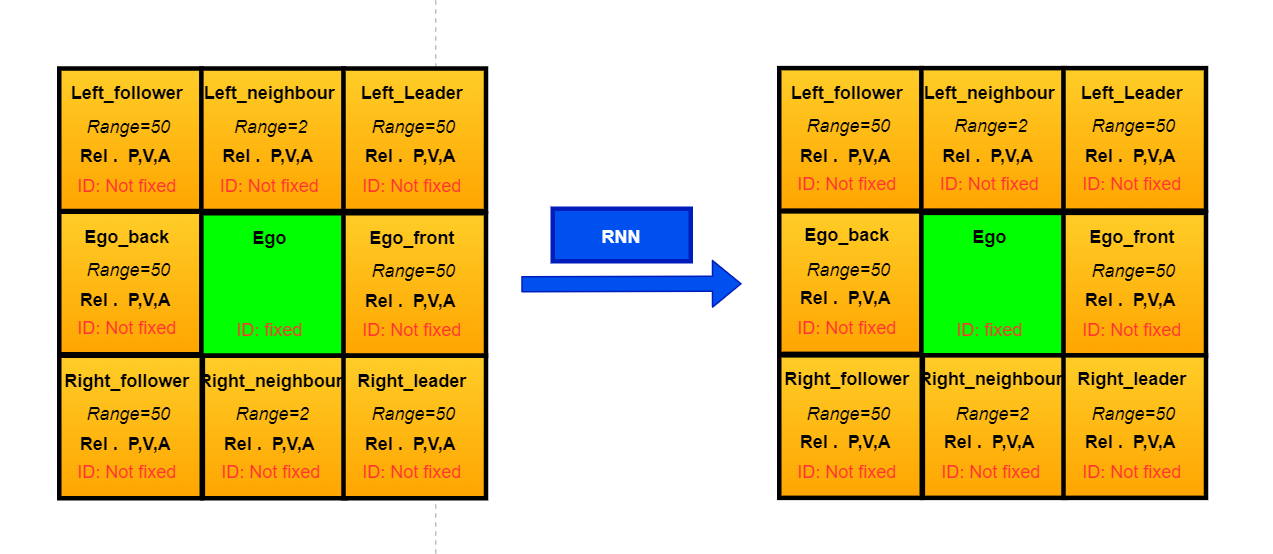 Left_follower Left_neighbour Left_Leader
Range=50 Range=2 Range=50
Rel . P,V,A Rel . P,V,A Rel . P,V,A
ID: Not fixed ID: Not fixed ID: Not fixed
Ego_back Ego Ego_front
Range=50 Range=50
Rel . P,V,A Rel . P,V,A
ID: Not fixed ID: fixed ID: Not fixed
Right_follower Right_neighbour Right_leader
Range=50 Range=2 Range=50
Rel . P,V,A Rel . P,V,A Rel . P,V,A
ID: Not fixed ID: Not fixed ID: Not fixed
RNN
Left_follower Left_neighbour Left_Leader
Range=50 Range=2 Range=50
Rel . P,V,A Rel . P,V,A Rel . P,V,A
ID: Not fixed ID: Not fixed ID: Not fixed
Ego_back Ego Ego_front
Range=50 Range=50
Rel . P,V,A Rel . P,V,A
ID: Not fixed ID: fixed ID: Not fixed
Right_follower Right_neighbour Right_leader
Range=50 Range=2 Range=50
Rel . P,V,A Rel . P,V,A Rel . P,V,A
ID: Not fixed ID: Not fixed ID: Not fixed